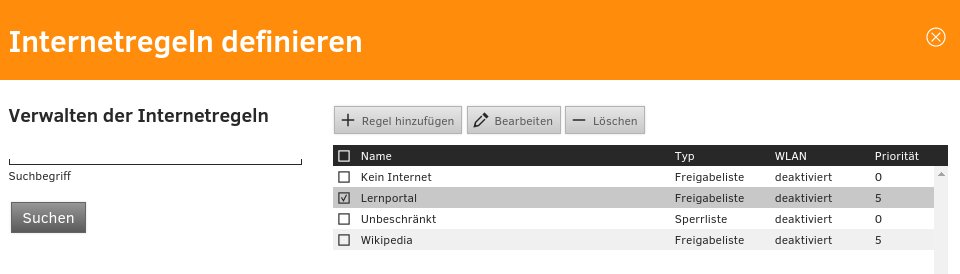 Internetregeln definieren
Verwalten der Internetregeln
Suchbegriff
Suchen
Regel hinzufügen Bearbeiten Löschen
Name Typ WLAN Priorität
Kein Internet Freigabeliste deaktiviert 0
Lernportal Freigabeliste deaktiviert 5
Unbeschränkt Sperrliste deaktiviert 0
Wikipedia Freigabeliste deaktiviert 5